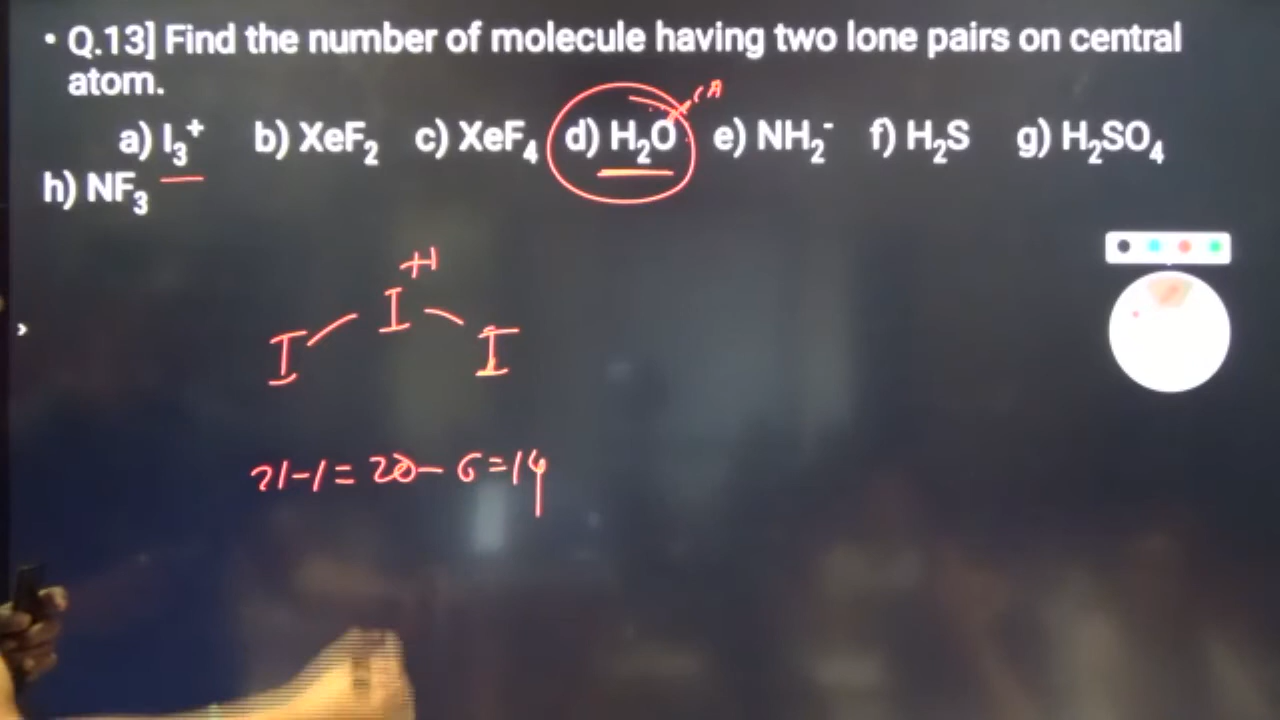 • Q.13] Find the number of molecule having two lone pairs on central
atom.
a) I₃⁺ b) XeF₂ c) XeF₄ d) H₂O e) NH₂⁻ f) H₂S g) H₂SO₄
h) NF₃
+1
I I I
21-1=20-6=14